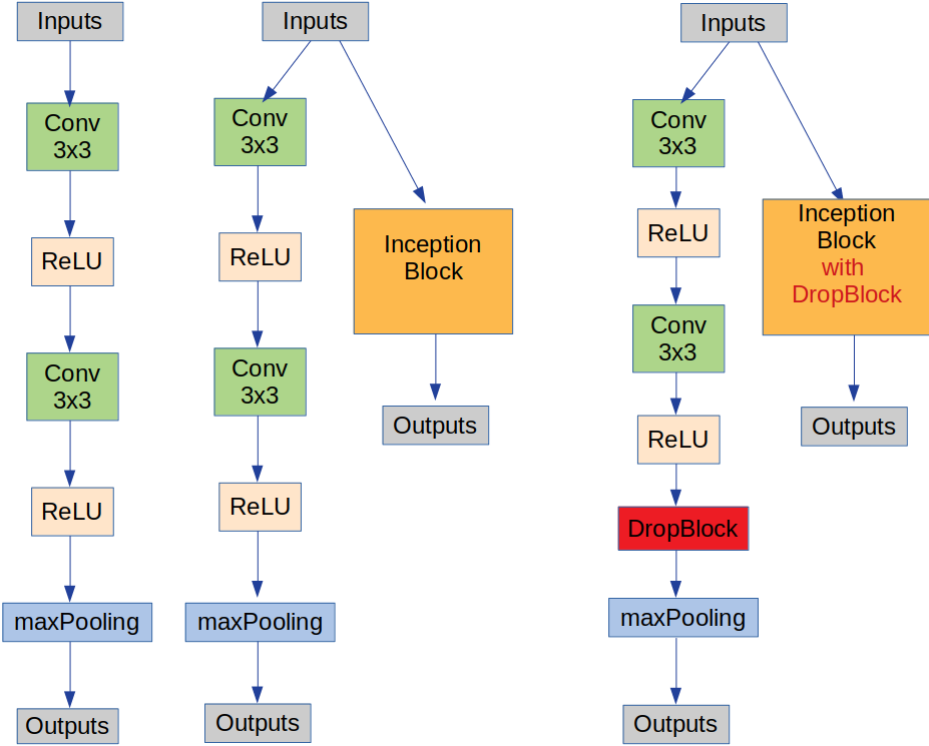 Inputs
Conv
3x3
ReLU
Conv
3x3
ReLU
maxPooling
Outputs
Inputs
Conv
3x3
ReLU
Conv
3x3
ReLU
maxPooling
Outputs
Inception
Block
Outputs
Inputs
Conv
3x3
ReLU
Conv
3x3
ReLU
DropBlock
maxPooling
Outputs
Inception
Block
with
DropBlock
Outputs